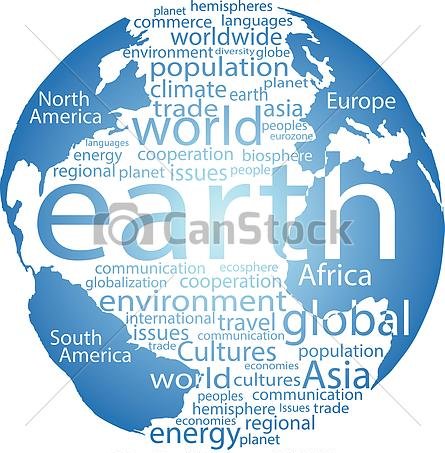 planet hemispheres
commerce languages
worldwide
environment diversity globe
population
climate planet
North America
earth
trade asia
Europe
world peoples
eurozone
languages
energy cooperation biosphere
regional planet issues people
earth
© CanStockPhoto
communication ecosphere
globalization cooperation
Africa
environment
international travel global
South America
issues communication
trade Cultures population
economies
world cultures Asia
peoples communication
hemisphere Issues trade
economies regional
energy planet